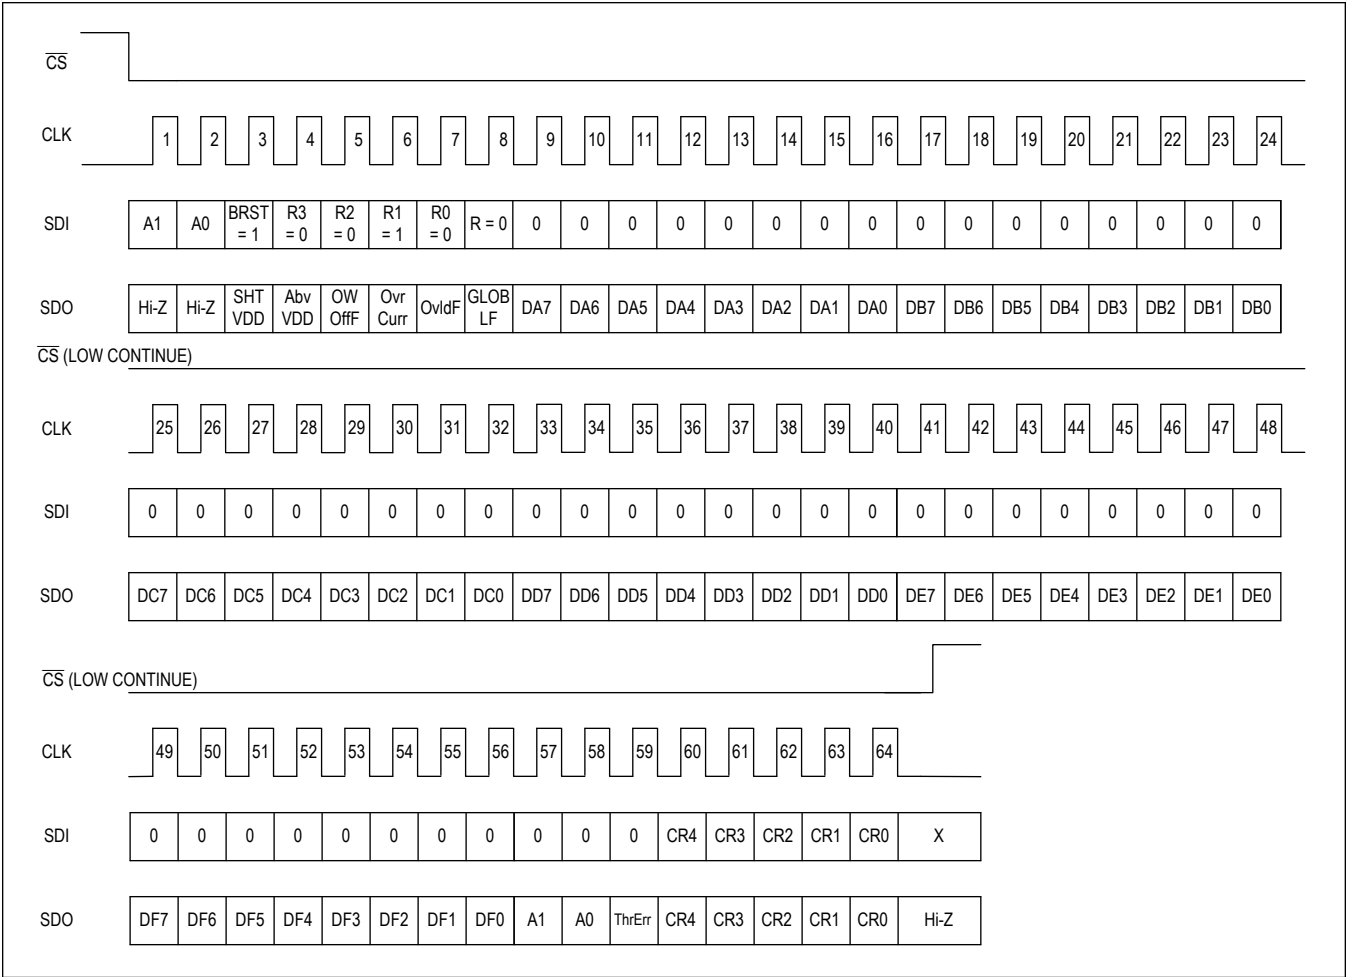 CS
CLK 1 2 3 4 5 6 7 8 9 10 11 12 13 14 15 16 17 18 19 20 21 22 23 24
SDI A1 A0 BRST = 1 R3 = 0 R2 = 0 R1 = 1 R0 = 0 R = 0 0 0 0 0 0 0 0 0 0 0 0 0 0 0 0 0
SDO Hi-Z Hi-Z SHT VDD Abv VDD OW OffF Ovr Curr OvldF GLOB LF DA7 DA6 DA5 DA4 DA3 DA2 DA1 DA0 DB7 DB6 DB5 DB4 DB3 DB2 DB1 DB0
CS (LOW CONTINUE)
CLK 25 26 27 28 29 30 31 32 33 34 35 36 37 38 39 40 41 42 43 44 45 46 47 48
SDI 0 0 0 0 0 0 0 0 0 0 0 0 0 0 0 0 0 0 0 0 0 0 0 0
SDO DC7 DC6 DC5 DC4 DC3 DC2 DC1 DC0 DD7 DD6 DD5 DD4 DD3 DD2 DD1 DD0 DE7 DE6 DE5 DE4 DE3 DE2 DE1 DE0
CS (LOW CONTINUE)
CLK 49 50 51 52 53 54 55 56 57 58 59 60 61 62 63 64
SDI 0 0 0 0 0 0 0 0 0 0 0 CR4 CR3 CR2 CR1 CR0 X
SDO DF7 DF6 DF5 DF4 DF3 DF2 DF1 DF0 A1 A0 ThrErr CR4 CR3 CR2 CR1 CR0 Hi-Z